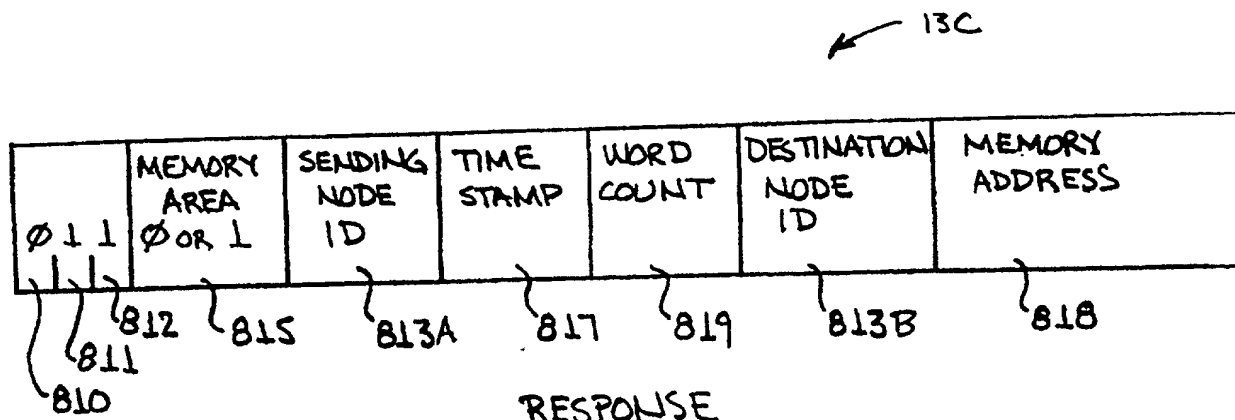 13C
Ø 1 1
MEMORY
AREA
Ø OR 1
SENDING
NODE
ID
TIME
STAMP
WORD
COUNT
DESTINATION
NODE
ID
MEMORY
ADDRESS
810
811
812
815
813A
817
819
813B
818
RESPONSE